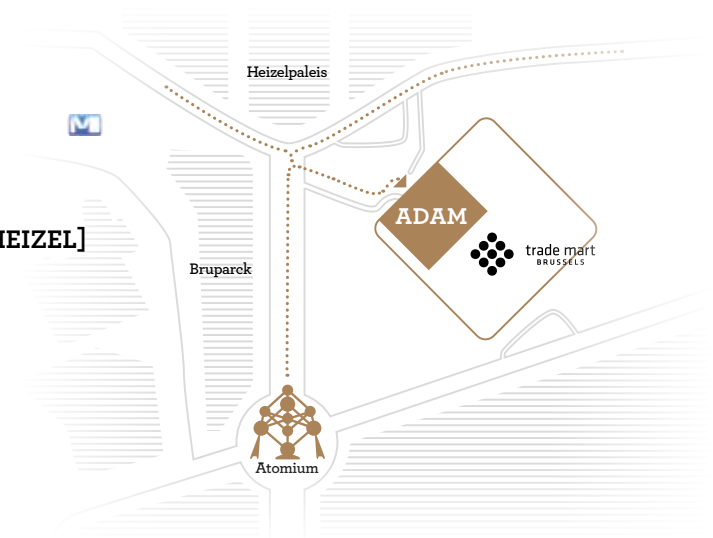 Heizelpaleis
M
ADAM
HEIZEL]
trade mart
BRUSSELS
Bruparck
Atomium